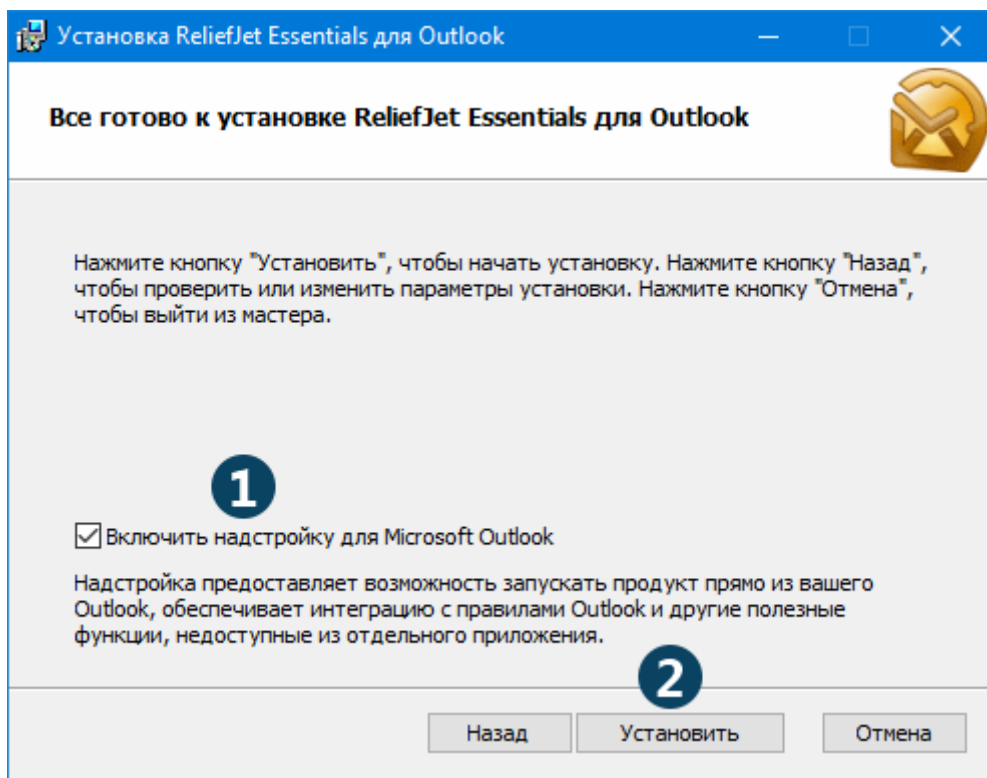 Установка ReliefJet Essentials для Outlook
Все готово к установке ReliefJet Essentials для Outlook
Нажмите кнопку "Установить", чтобы начать установку. Нажмите кнопку "Назад",
чтобы проверить или изменить параметры установки. Нажмите кнопку "Отмена",
чтобы выйти из мастера.
1
Включить надстройку для Microsoft Outlook
Надстройка предоставляет возможность запускать продукт прямо из вашего
Outlook, обеспечивает интеграцию с правилами Outlook и другие полезные
функции, недоступные из отдельного приложения.
2
Назад
Установить
Отмена